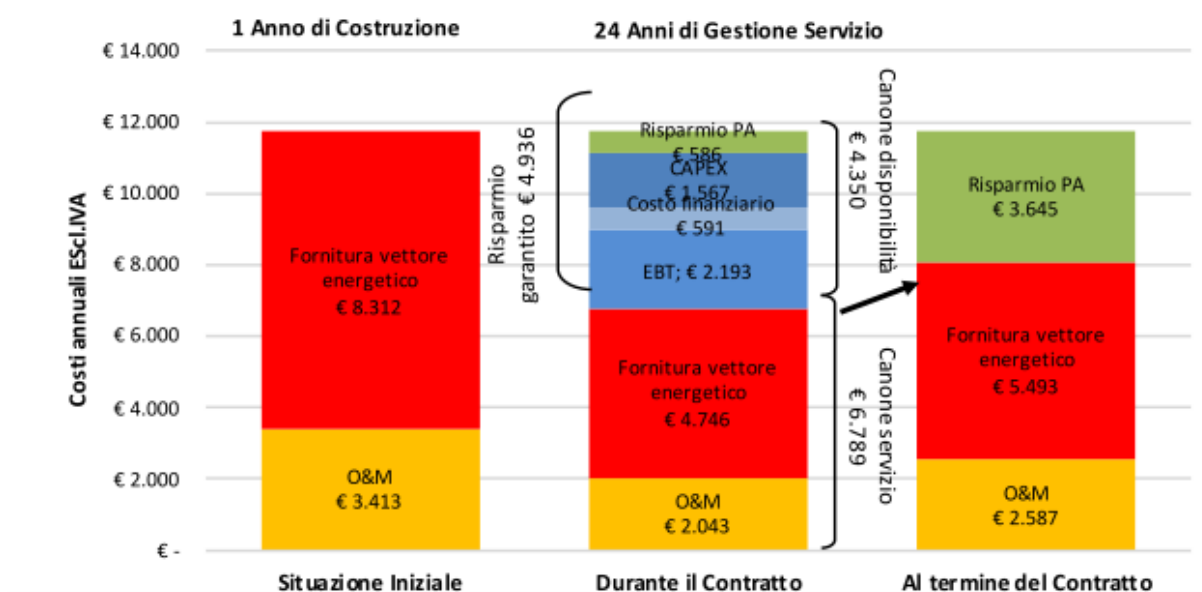 1 Anno di Costruzione
24 Anni di Gestione Servizio
Costi annuali EScl.IVA
€ 14.000
€ 12.000
€ 10.000
€ 8.000
€ 6.000
€ 4.000
€ 2.000
€ -
Fornitura vettore
energetico
€ 8.312
O&M
€ 3.413
Risparmio
garantito € 4.936
Risparmio PA
€ 586
CAPEX
€ 1.567
Costo finanziario
€ 591
EBT; € 2.193
Fornitura vettore
energetico
€ 4.746
O&M
€ 2.043
Canone disponibilità
€ 4.350
Canone servizio
€ 6.789
Risparmio PA
€ 3.645
Fornitura vettore
energetico
€ 5.493
O&M
€ 2.587
Situazione Iniziale
Durante il Contratto
Al termine del Contratto